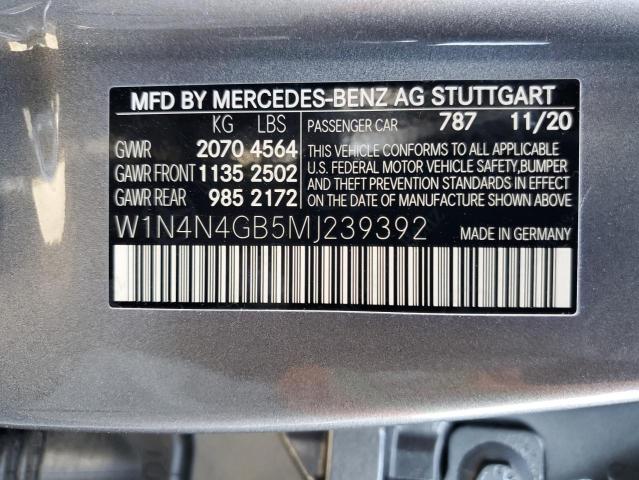 MFD BY MERCEDES-BENZ AG STUTTGART
KG LBS
GVWR 2070 4564
GAWR FRONT 1135 2502
GAWR REAR 985 2172
PASSENGER CAR 787 11/20
THIS VEHICLE CONFORMS TO ALL APPLICABLE
U.S. FEDERAL MOTOR VEHICLE SAFETY,BUMPER
AND THEFT PREVENTION STANDARDS IN EFFECT
ON THE DATE OF MANUFACTURE SHOWN ABOVE
W1N4N4GB5MJ239392 MADE IN GERMANY